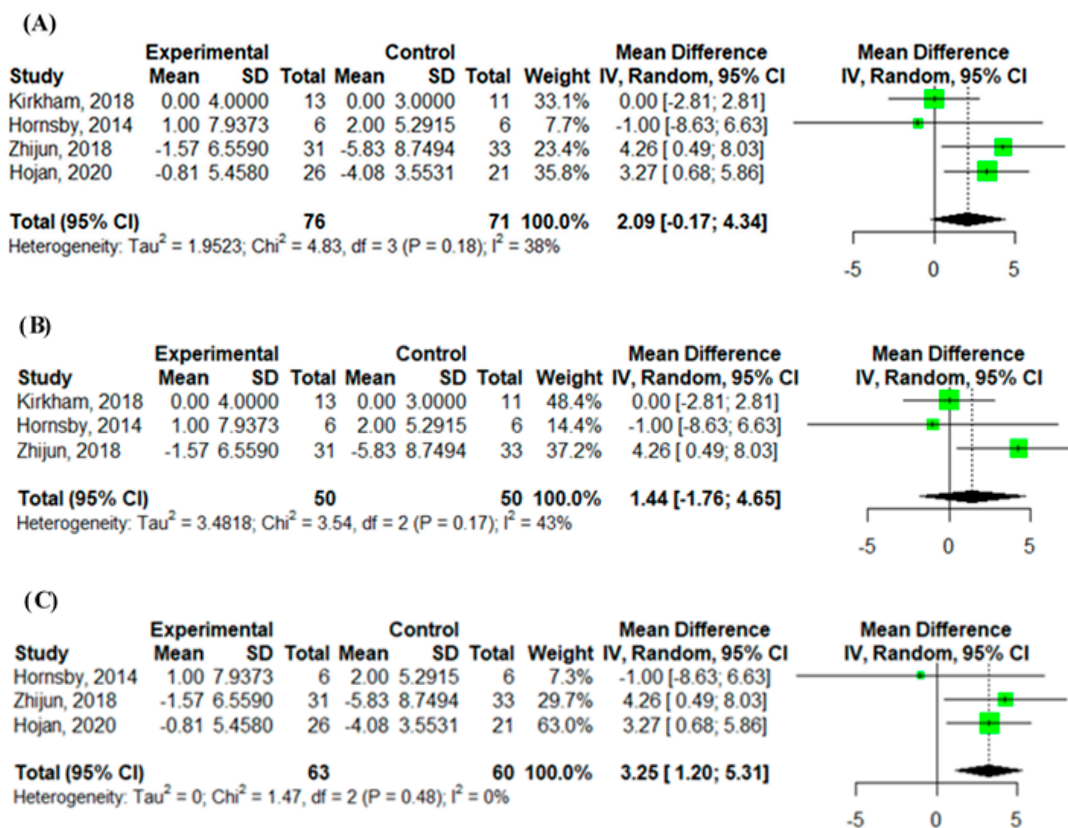 (A)
Experimental Control Mean Difference Mean Difference
Study Mean SD Total Mean SD Total Weight IV, Random, 95% CI IV, Random, 95% CI
Kirkham, 2018 0.00 4.0000 13 0.00 3.0000 11 33.1% 0.00 [-2.81; 2.81]
Hornsby, 2014 1.00 7.9373 6 2.00 5.2915 6 7.7% -1.00 [-8.63; 6.63]
Zhijun, 2018 -1.57 6.5590 31 -5.83 8.7494 33 23.4% 4.26 [ 0.49; 8.03]
Hojan, 2020 -0.81 5.4580 26 -4.08 3.5531 21 35.8% 3.27 [ 0.68; 5.86]
Total (95% CI) 76 71 100.0% 2.09 [-0.17; 4.34]
Heterogeneity: Tau² = 1.9523; Chi² = 4.83, df = 3 (P = 0.18); I² = 38%
-5 0 5
(B)
Experimental Control Mean Difference Mean Difference
Study Mean SD Total Mean SD Total Weight IV, Random, 95% CI IV, Random, 95% CI
Kirkham, 2018 0.00 4.0000 13 0.00 3.0000 11 48.4% 0.00 [-2.81; 2.81]
Hornsby, 2014 1.00 7.9373 6 2.00 5.2915 6 14.4% -1.00 [-8.63; 6.63]
Zhijun, 2018 -1.57 6.5590 31 -5.83 8.7494 33 37.2% 4.26 [ 0.49; 8.03]
Total (95% CI) 50 50 100.0% 1.44 [-1.76; 4.65]
Heterogeneity: Tau² = 3.4818; Chi² = 3.54, df = 2 (P = 0.17); I² = 43%
-5 0 5
(C)
Experimental Control Mean Difference Mean Difference
Study Mean SD Total Mean SD Total Weight IV, Random, 95% CI IV, Random, 95% CI
Hornsby, 2014 1.00 7.9373 6 2.00 5.2915 6 7.3% -1.00 [-8.63; 6.63]
Zhijun, 2018 -1.57 6.5590 31 -5.83 8.7494 33 29.7% 4.26 [ 0.49; 8.03]
Hojan, 2020 -0.81 5.4580 26 -4.08 3.5531 21 63.0% 3.27 [ 0.68; 5.86]
Total (95% CI) 63 60 100.0% 3.25 [ 1.20; 5.31]
Heterogeneity: Tau² = 0; Chi² = 1.47, df = 2 (P = 0.48); I² = 0%
-5 0 5